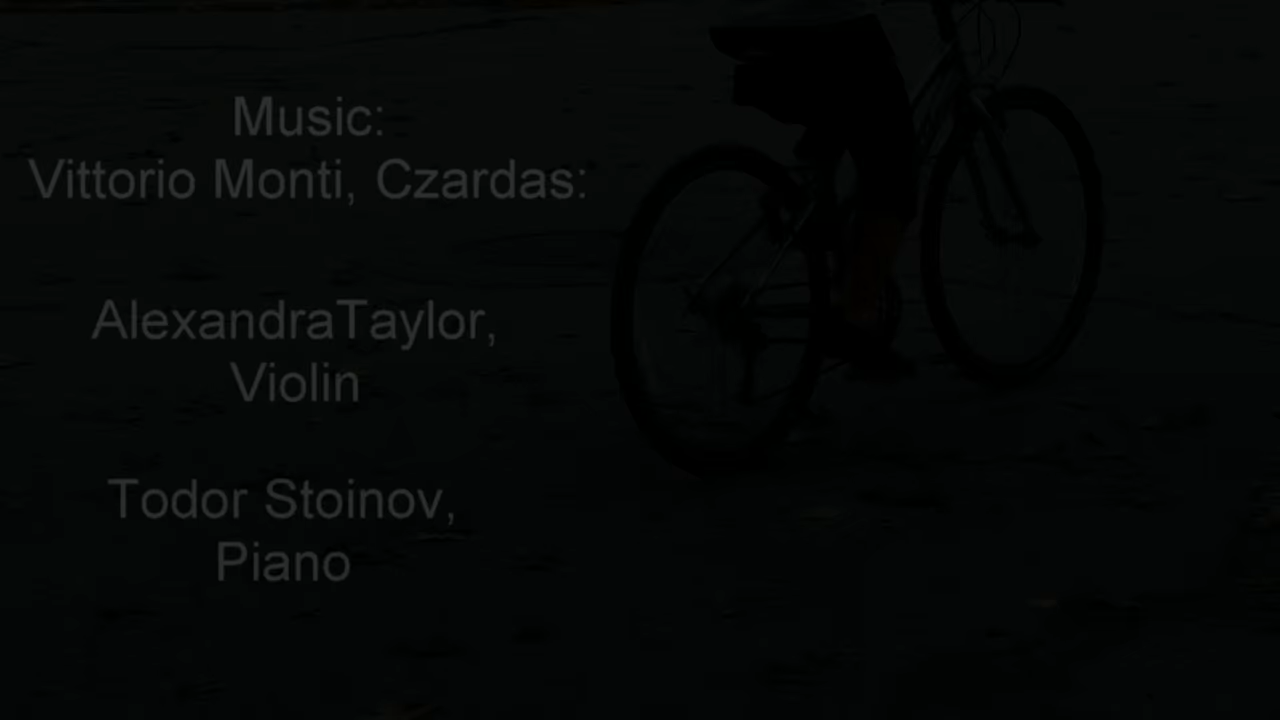 Music:
Vittorio Monti, Czardas:
AlexandraTaylor,
Violin
Todor Stoinov,
Piano